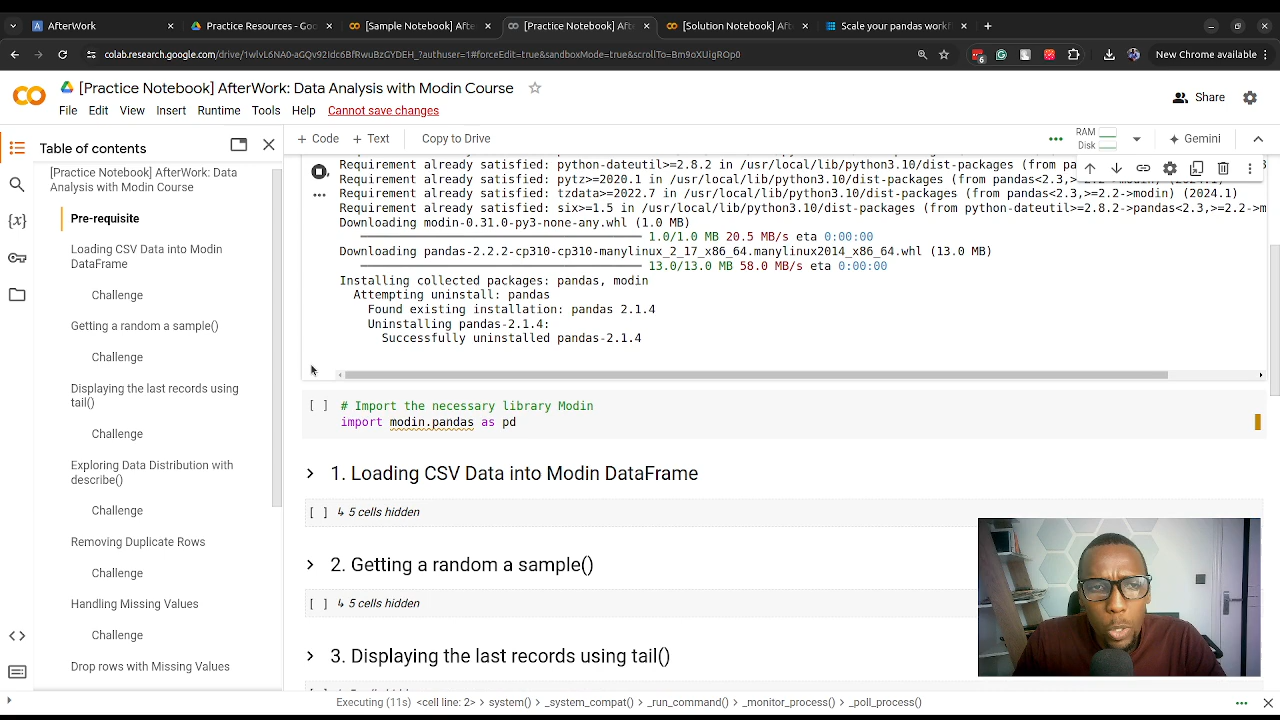 AfterWork
Practice Resources - Goo
[Sample Notebook] Afte
[Practice Notebook] Aft
[Solution Notebook] Aft
Scale your pandas workf
colab.research.google.com/drive/1wlvL6NA0-aGQv92Idc6BfRwuBzGYDEH_?authuser=1#forceEdit=true&sandboxMode=true&scrollTo=Bm9oXUigROp0
New Chrome available
[Practice Notebook] AfterWork: Data Analysis with Modin Course
File Edit View Insert Runtime Tools Help Cannot save changes
Share
+ Code + Text Copy to Drive
RAM
Disk
Gemini
Table of contents
[Practice Notebook] AfterWork: Data
Analysis with Modin Course
Pre-requisite
Loading CSV Data into Modin
DataFrame
Challenge
Getting a random a sample()
Challenge
Displaying the last records using
tail()
Challenge
Exploring Data Distribution with
describe()
Challenge
Removing Duplicate Rows
Challenge
Handling Missing Values
Challenge
Drop rows with Missing Values
Requirement already satisfied: python-dateutil>=2.8.2 in /usr/local/lib/python3.10/dist-packages (from pa
Requirement already satisfied: pytz>=2020.1 in /usr/local/lib/python3.10/dist-packages (from
Requirement already satisfied: tzdata>=2022.7 in /usr/local/lib/python3.10/dist-packages (from pandas<2.3,>=2.2->modin) (2024.1)
Requirement already satisfied: six>=1.5 in /usr/local/lib/python3.10/dist-packages (from python-dateutil>=2.8.2->pandas<2.3,>=2.2->m
Downloading modin-0.31.0-py3-none-any.whl (1.0 MB)
1.0/1.0 MB 20.5 MB/s eta 0:00:00
Downloading pandas-2.2.2-cp310-cp310-manylinux_2_17_x86_64.manylinux2014_x86_64.whl (13.0 MB)
13.0/13.0 MB 58.0 MB/s eta 0:00:00
Installing collected packages: pandas, modin
Attempting uninstall: pandas
Found existing installation: pandas 2.1.4
Uninstalling pandas-2.1.4:
Successfully uninstalled pandas-2.1.4
[ ] # Import the necessary library Modin
import modin.pandas as pd
1. Loading CSV Data into Modin DataFrame
[ ] ↳ 5 cells hidden
2. Getting a random a sample()
[ ] ↳ 5 cells hidden
3. Displaying the last records using tail()
Executing (11s) <cell line: 2> > system() > _system_compat() > _run_command() > _monitor_process() > _poll_process()